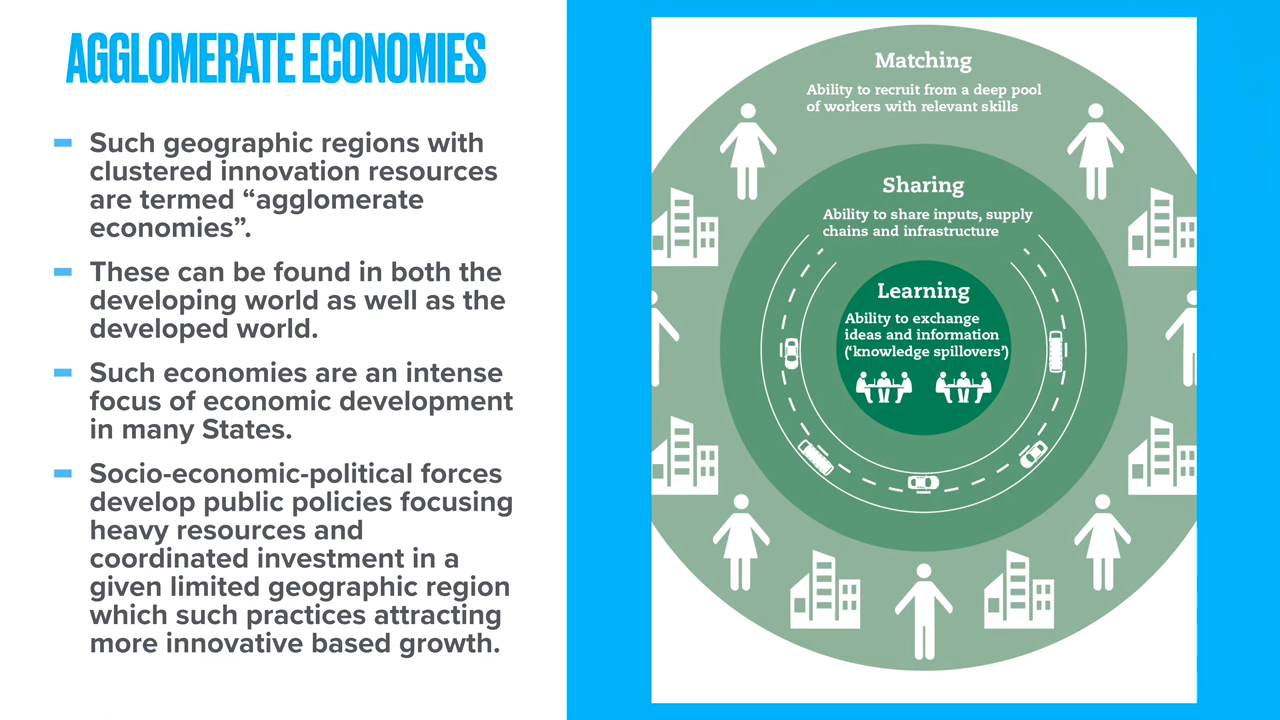 AGGLOMERATE ECONOMIES
Such geographic regions with
clustered innovation resources
are termed “agglomerate
economies”.
These can be found in both the
developing world as well as the
developed world.
Such economies are an intense
focus of economic development
in many States.
Socio-economic-political forces
develop public policies focusing
heavy resources and
coordinated investment in a
given limited geographic region
which such practices attracting
more innovative based growth.
Matching
Ability to recruit from a deep pool
of workers with relevant skills
Sharing
Ability to share inputs, supply
chains and infrastructure
Learning
Ability to exchange
ideas and information
(‘knowledge spillovers’)